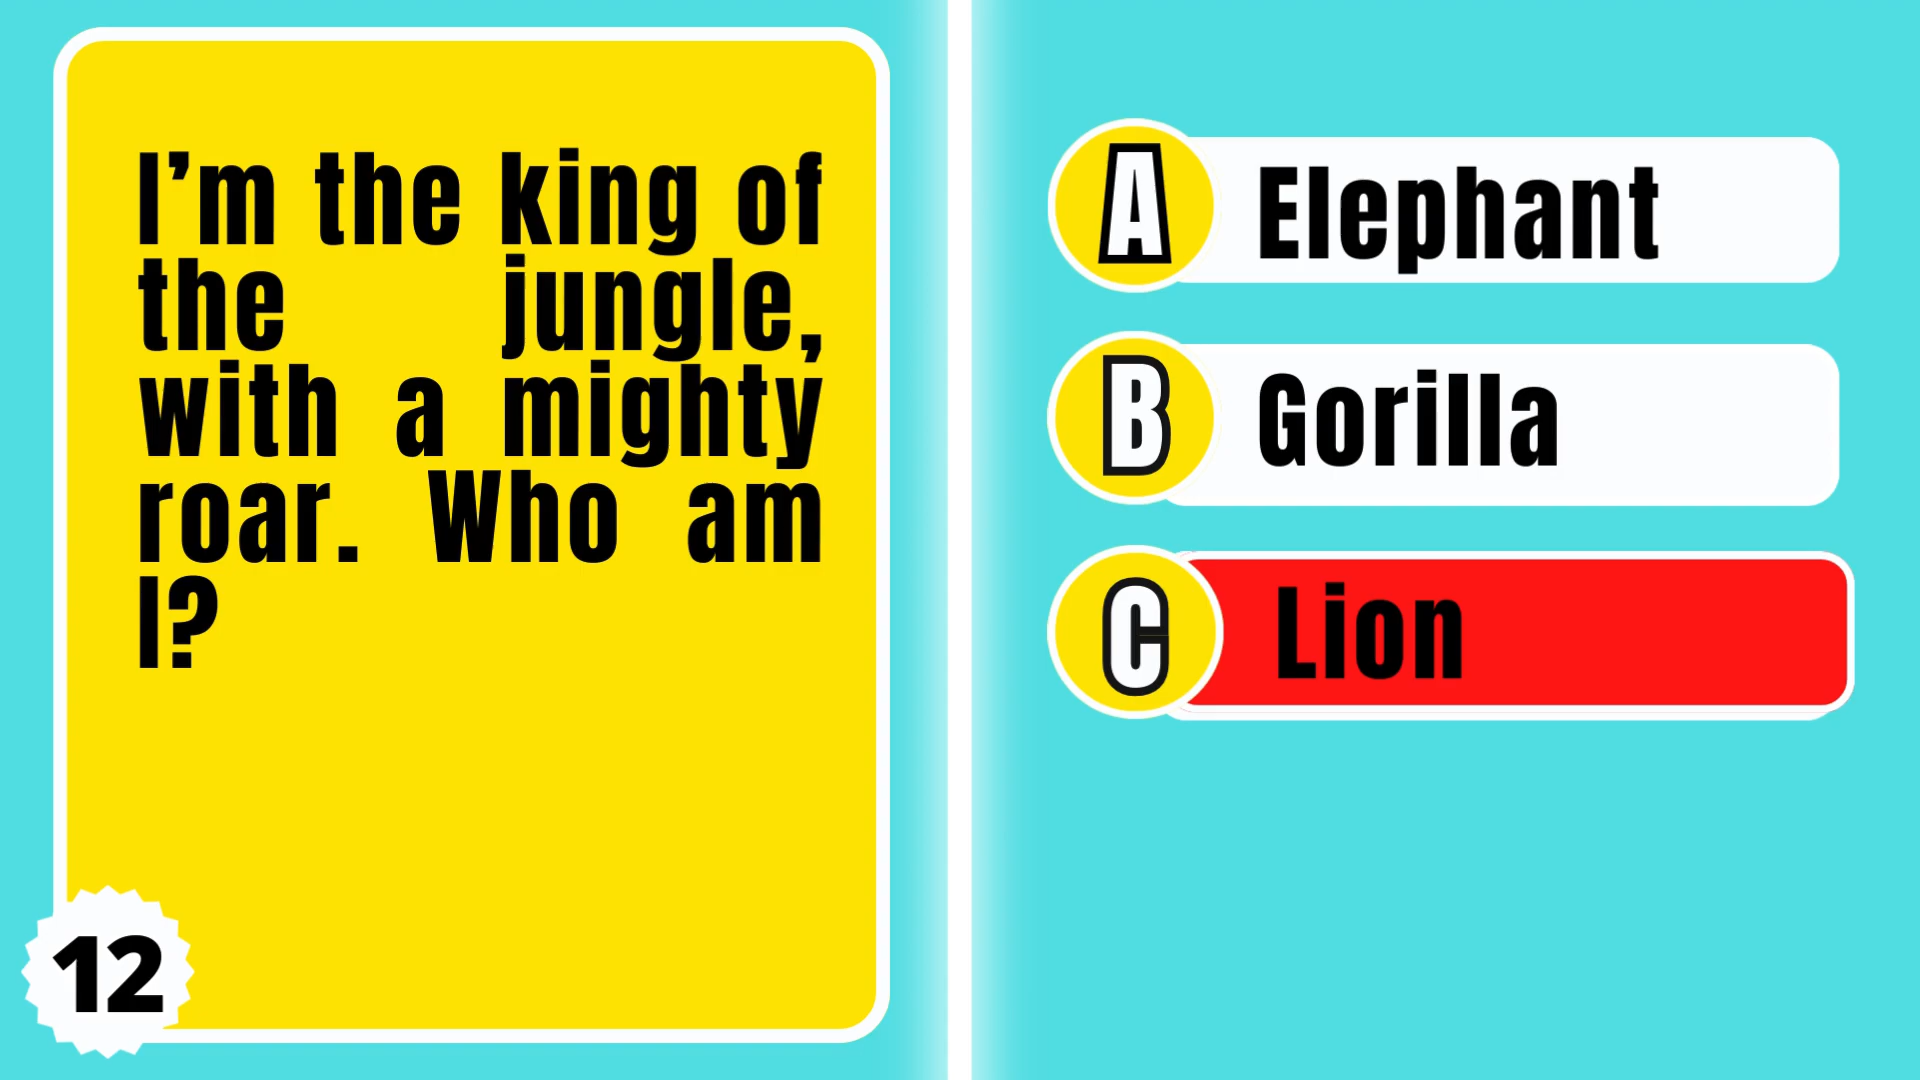 I’m the king of
the jungle,
with a mighty
roar. Who am
I?
12
A Elephant
B Gorilla
C Lion